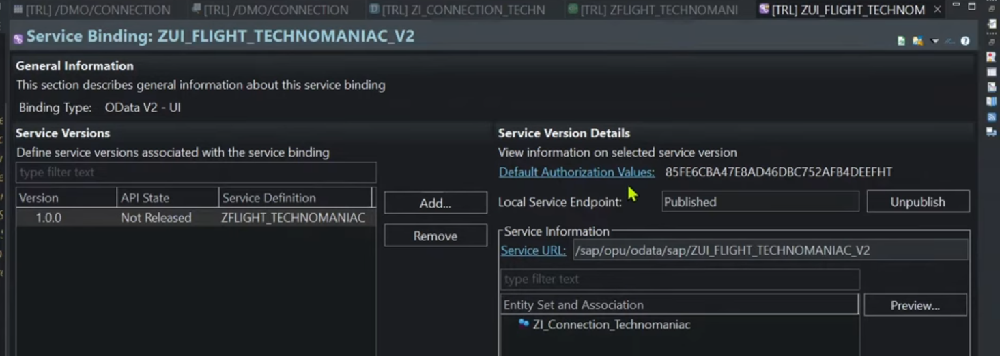 [TRL] /DMO/CONNECTION
[TRL] /DMO/CONNECTION
[TRL] ZI_CONNECTION_TECHN
[TRL] ZFLIGHT_TECHNOMANI
[TRL] ZUI_FLIGHT_TECHNOM
Service Binding: ZUI_FLIGHT_TECHNOMANIAC_V2
General Information
This section describes general information about this service binding
Binding Type: OData V2 - UI
Service Versions
Define service versions associated with the service binding
type filter text
Version API State Service Definition
1.0.0 Not Released ZFLIGHT_TECHNOMANIAC
Add...
Remove
Service Version Details
View information on selected service version
Default Authorization Values: 85FE6CBA47E8AD46DBC752AFB4DEEFHT
Local Service Endpoint: Published Unpublish
Service Information
Service URL: /sap/opu/odata/sap/ZUI_FLIGHT_TECHNOMANIAC_V2
type filter text
Entity Set and Association
Preview...
ZI_Connection_Technomaniac